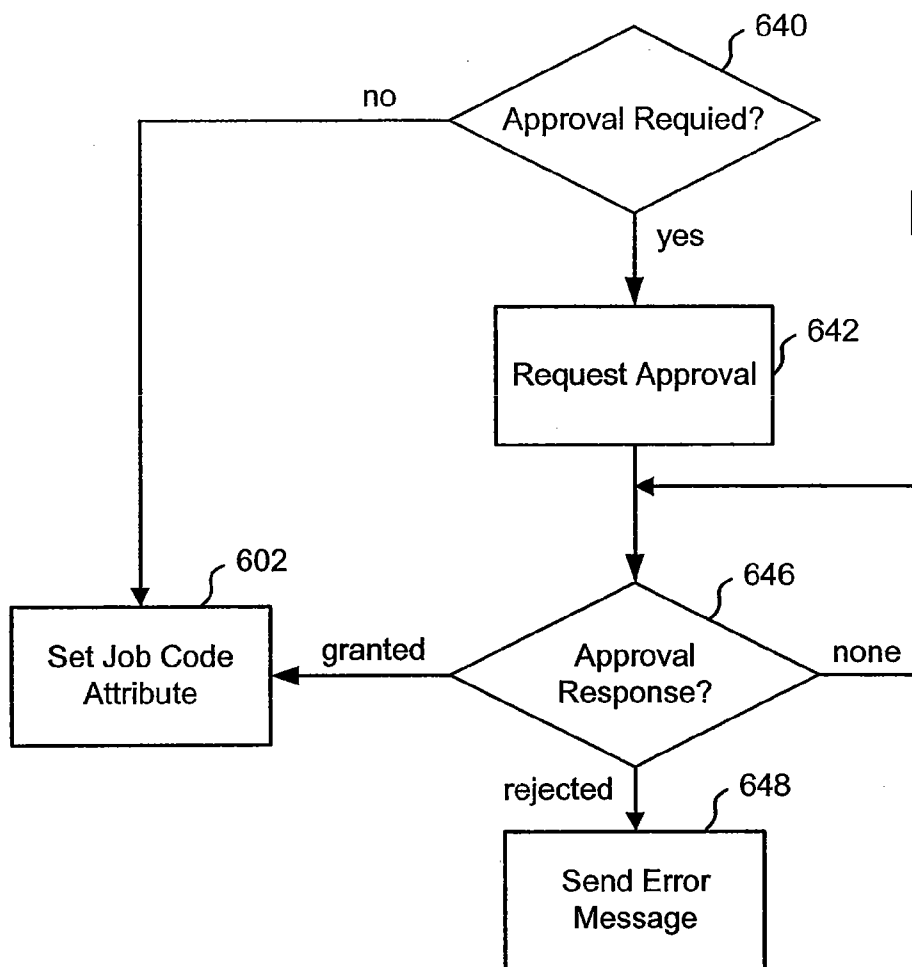 640
no
Approval Requied?
yes
642
Request Approval
602
646
Set Job Code
Attribute
granted
Approval
Response?
none
rejected
648
Send Error
Message